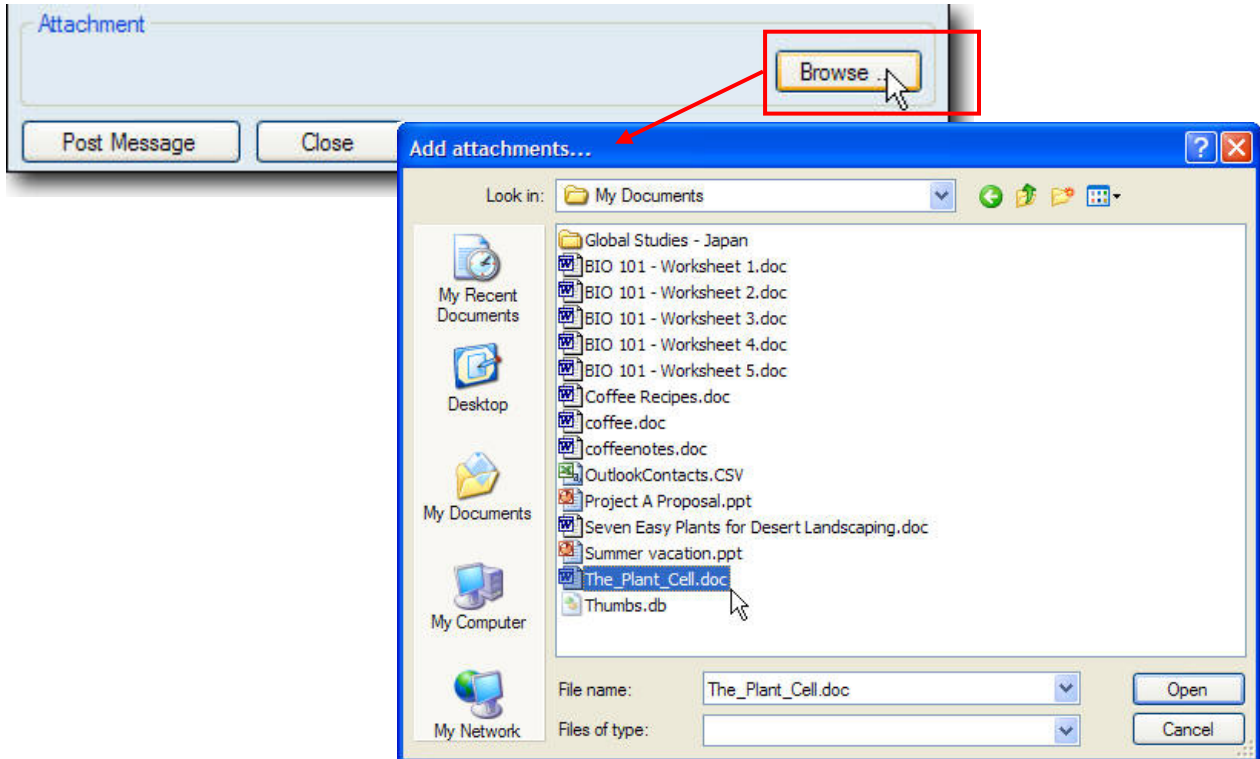 Attachment
Browse ...
Post Message
Close
Add attachments...
Look in:
My Documents
My Recent
Documents
Desktop
My Documents
My Computer
My Network
Global Studies - Japan
BIO 101 - Worksheet 1.doc
BIO 101 - Worksheet 2.doc
BIO 101 - Worksheet 3.doc
BIO 101 - Worksheet 4.doc
BIO 101 - Worksheet 5.doc
Coffee Recipes.doc
coffee.doc
coffeenotes.doc
OutlookContacts.CSV
Project A Proposal.ppt
Seven Easy Plants for Desert Landscaping.doc
Summer vacation.ppt
The_Plant_Cell.doc
Thumbs.db
File name:
The_Plant_Cell.doc
Open
Files of type:
Cancel